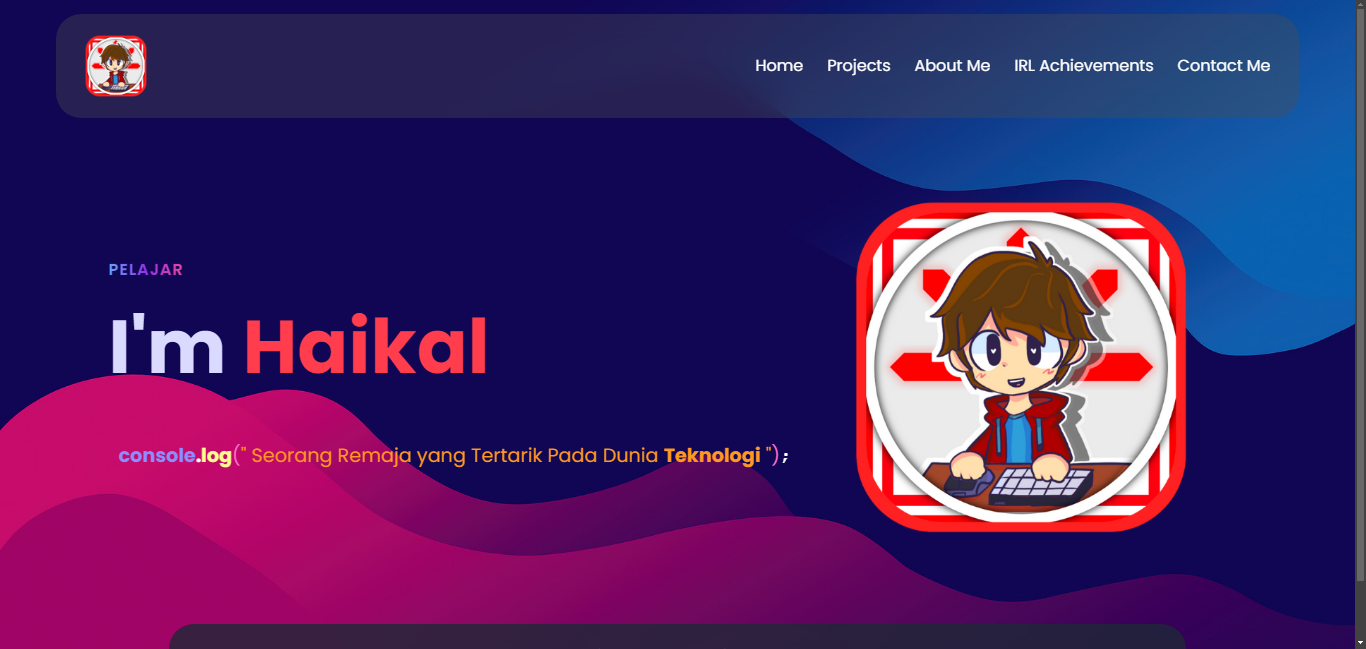 Home Projects About Me IRL Achievements Contact Me
PELAJAR
I'm Haikal
console.log(" Seorang Remaja yang Tertarik Pada Dunia Teknologi ");